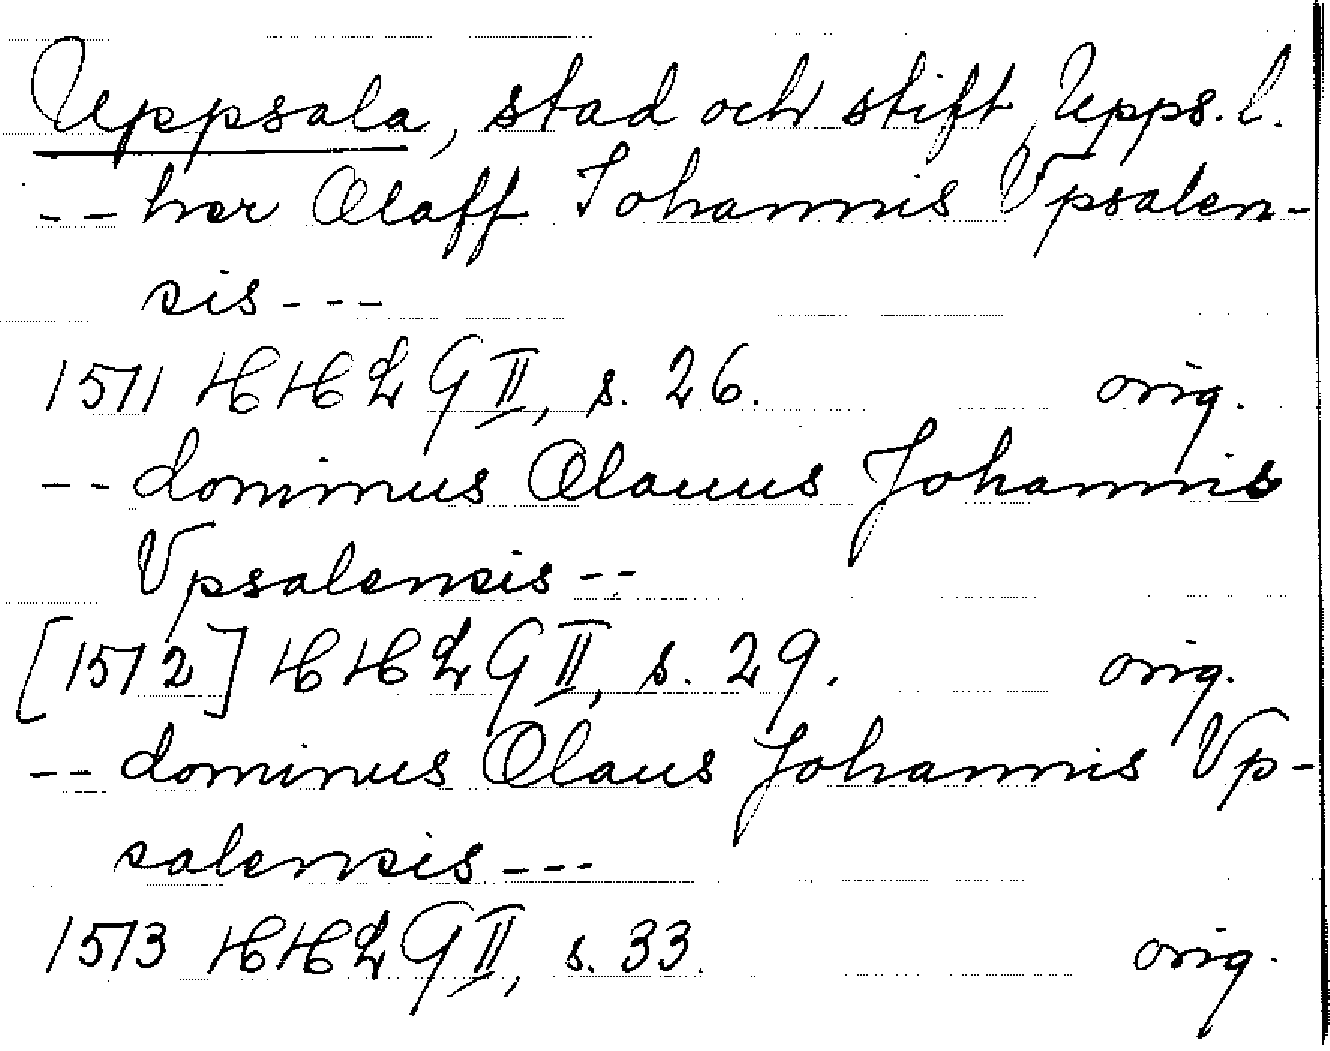 Uppsala, stad och stift, Upps. l.
-- her Olaff Johannis Vpsalen-
sis ---
1511 HHLG II, s. 26. orig.
-- dominus Olauus Johannis
Vpsalensis --
[1512] HHLG II, s. 29. orig.
-- dominus Olaus Johannis Vp-
salensis ---
1513 HHLG II, s. 33. orig.